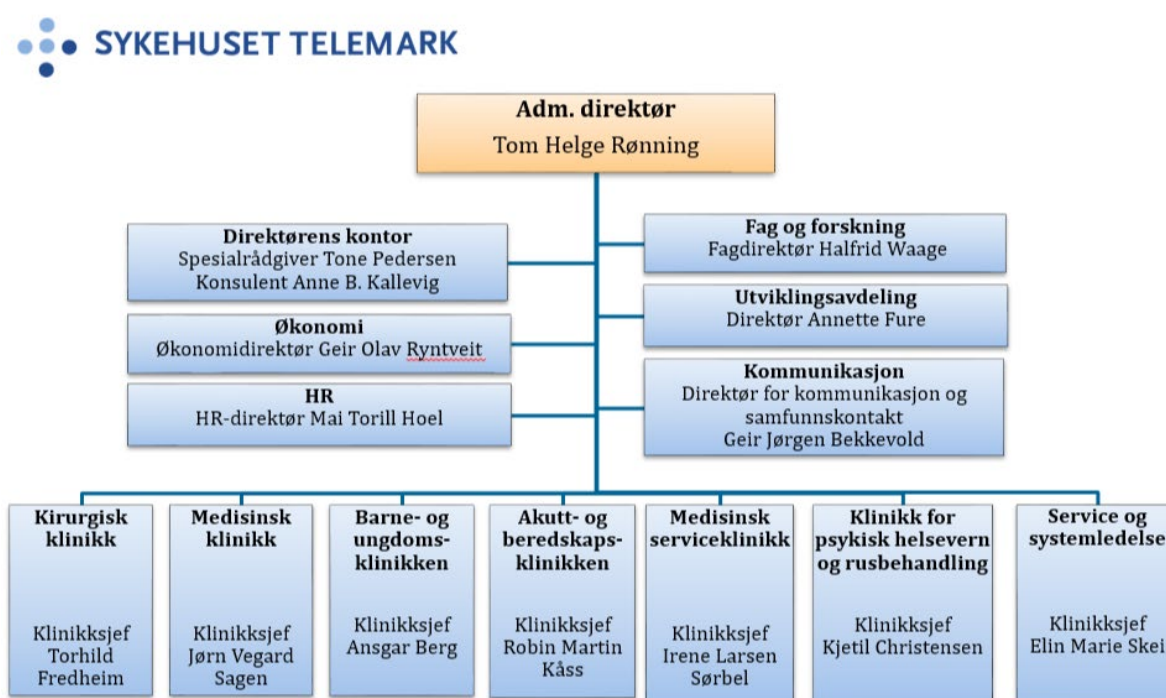 SYKEHUSET TELEMARK
Adm. direktør
Tom Helge Rønning
Direktørens kontor
Spesialrådgiver Tone Pedersen
Konsulent Anne B. Kallevig
Fag og forskning
Fagdirektør Halfrid Waage
Økonomi
Økonomidirektør Geir Olav Ryntveit
Utviklingsavdeling
Direktør Annette Fure
HR
HR-direktør Mai Torill Hoel
Kommunikasjon
Direktør for kommunikasjon og
samfunnskontakt
Geir Jørgen Bekkevold
Kirurgisk
klinikk
Klinikksjef
Torhild
Fredheim
Medisinsk
klinikk
Klinikksjef
Jørn Vegard
Sagen
Barne- og
ungdoms-
klinikken
Klinikksjef
Ansgar Berg
Akutt- og
beredskaps-
klinikken
Klinikksjef
Robin Martin
Kåss
Medisinsk
serviceklinikk
Klinikksjef
Irene Larsen
Sørbel
Klinikk for
psykisk helsevern
og rusbehandling
Klinikksjef
Kjetil Christensen
Service og
systemledelse
Klinikksjef
Elin Marie Skei